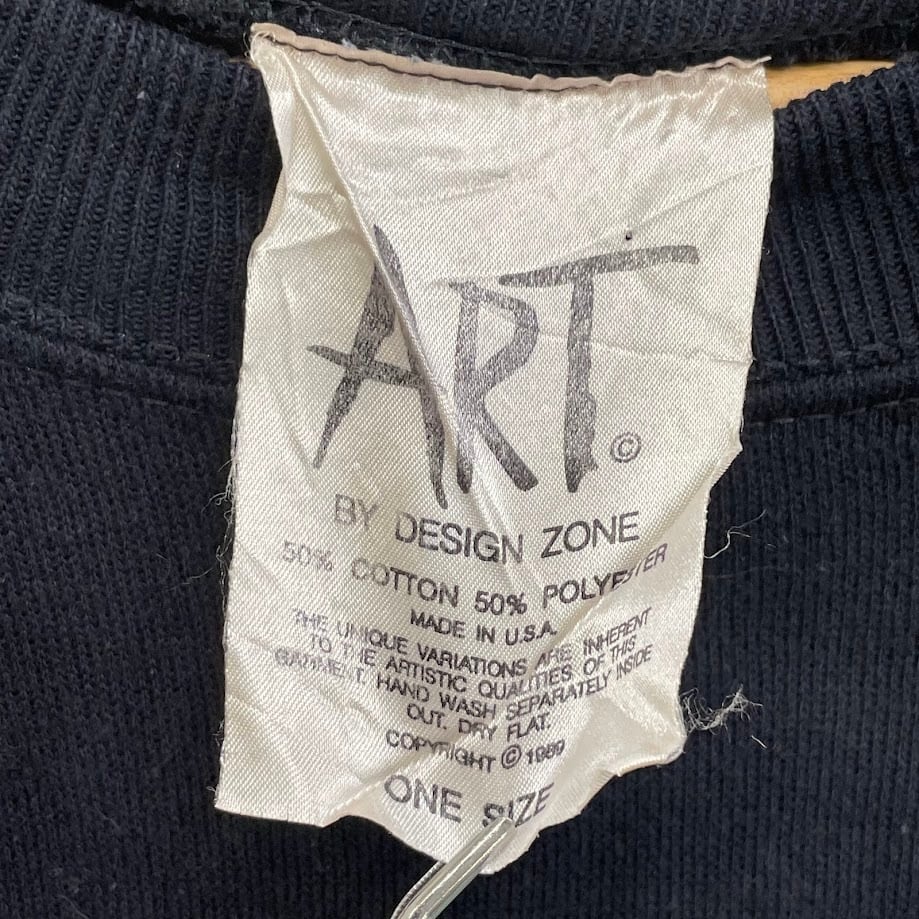 ART ©
BY DESIGN ZONE
50% COTTON 50% POLYESTER
MADE IN U.S.A.
THE UNIQUE VARIATIONS ARE INHERENT
TO THE ARTISTIC QUALITIES OF THIS
GARMENT. HAND WASH SEPARATELY INSIDE
OUT. DRY FLAT.
COPYRIGHT © 1989
ONE SIZE